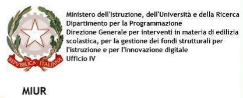 Ministero dell'Istruzione, dell'Università e della Ricerca
Dipartimento per la Programmazione
Direzione Generale per interventi in materia di edilizia
scolastica, per la gestione dei fondi strutturali per
l'istruzione e per l'innovazione digitale
Ufficio IV
MIUR